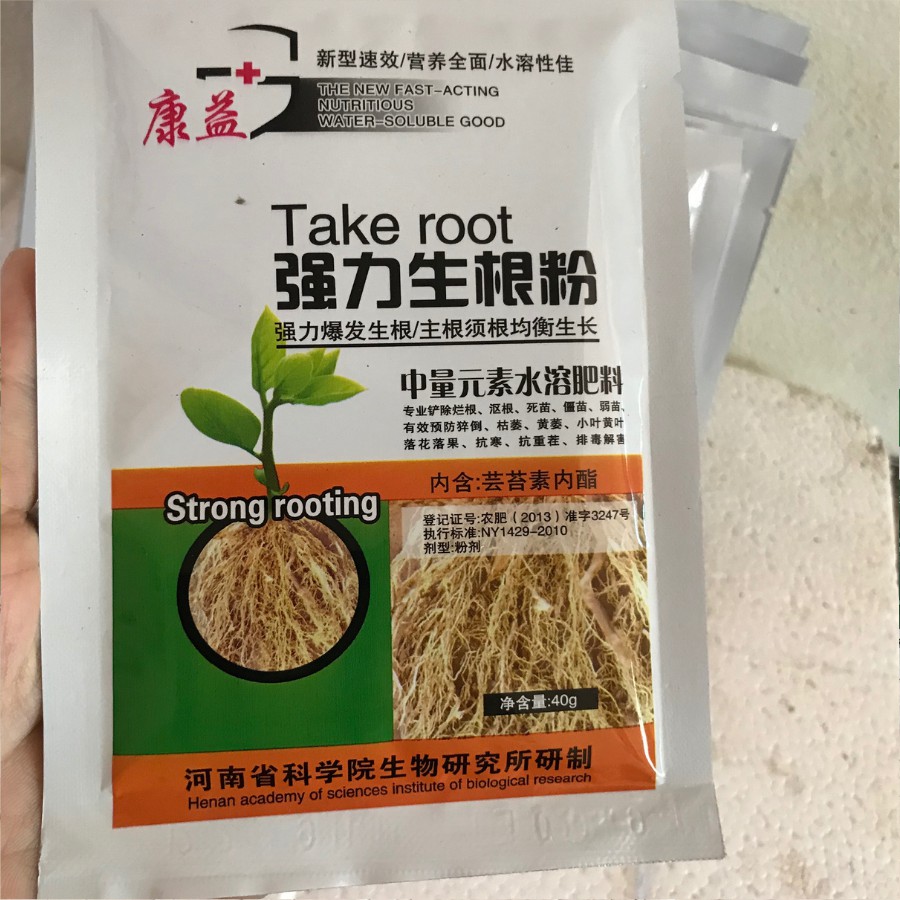 康益
新型速效/营养全面/水溶性佳
THE NEW FAST-ACTING
NUTRITIOUS
WATER-SOLUBLE GOOD
Take root
强力生根粉
强力爆发生根/主根须根均衡生长
中量元素水溶肥料
专业铲除烂根、沤根、死苗、僵苗、弱苗、
有效预防猝倒、枯萎、黄萎、小叶黄叶
落花落果、抗寒、抗重茬、排毒解害
内含:芸苔素内酯
Strong rooting
登记证号:农肥（2013）准字3247号
执行标准:NY1429-2010
剂型:粉剂
净含量:40g
河南省科学院生物研究所研制
Henan academy of sciences institute of biological research